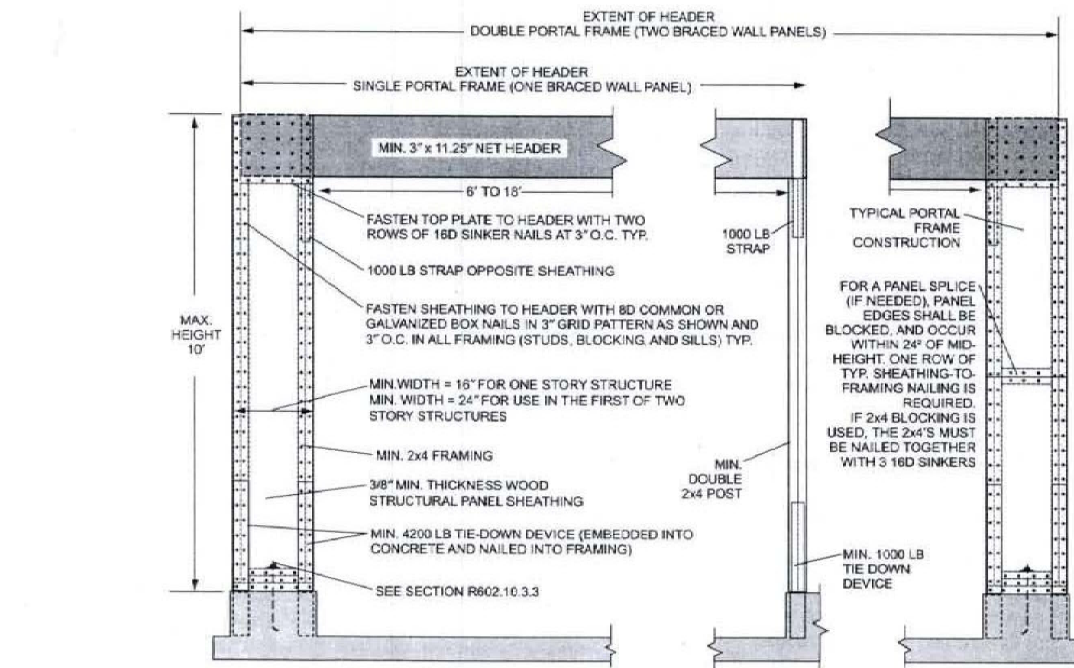 EXTENT OF HEADER
DOUBLE PORTAL FRAME (TWO BRACED WALL PANELS)
EXTENT OF HEADER
SINGLE PORTAL FRAME (ONE BRACED WALL PANEL)
MIN. 3" x 11.25" NET HEADER
6' TO 18'
FASTEN TOP PLATE TO HEADER WITH TWO
ROWS OF 16D SINKER NAILS AT 3" O.C. TYP.
1000 LB STRAP OPPOSITE SHEATHING
FASTEN SHEATHING TO HEADER WITH 8D COMMON OR
GALVANIZED BOX NAILS IN 3" GRID PATTERN AS SHOWN AND
3" O.C. IN ALL FRAMING (STUDS, BLOCKING, AND SILLS) TYP.
MAX.
HEIGHT
10'
MIN.WIDTH = 16" FOR ONE STORY STRUCTURE
MIN. WIDTH = 24" FOR USE IN THE FIRST OF TWO
STORY STRUCTURES
MIN. 2x4 FRAMING
3/8" MIN. THICKNESS WOOD
STRUCTURAL PANEL SHEATHING
MIN. 4200 LB TIE-DOWN DEVICE (EMBEDDED INTO
CONCRETE AND NAILED INTO FRAMING)
SEE SECTION R602.10.3.3
1000 LB
STRAP
MIN.
DOUBLE
2x4 POST
MIN. 1000 LB
TIE DOWN
DEVICE
TYPICAL PORTAL
FRAME
CONSTRUCTION
FOR A PANEL SPLICE
(IF NEEDED), PANEL
EDGES SHALL BE
BLOCKED, AND OCCUR
WITHIN 24" OF MID-
HEIGHT. ONE ROW OF
TYP. SHEATHING-TO-
FRAMING NAILING IS
REQUIRED.
IF 2x4 BLOCKING IS
USED, THE 2x4'S MUST
BE NAILED TOGETHER
WITH 3 16D SINKERS